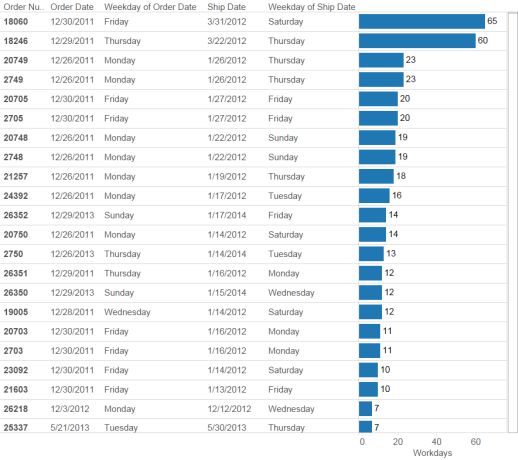 Order Nu.. Order Date Weekday of Order Date Ship Date Weekday of Ship Date
18060 12/30/2011 Friday 3/31/2012 Saturday 65
18246 12/29/2011 Thursday 3/22/2012 Thursday 60
20749 12/26/2011 Monday 1/26/2012 Thursday 23
2749 12/26/2011 Monday 1/26/2012 Thursday 23
20705 12/30/2011 Friday 1/27/2012 Friday 20
2705 12/30/2011 Friday 1/27/2012 Friday 20
20748 12/26/2011 Monday 1/22/2012 Sunday 19
2748 12/26/2011 Monday 1/22/2012 Sunday 19
21257 12/26/2011 Monday 1/19/2012 Thursday 18
24392 12/26/2011 Monday 1/17/2012 Tuesday 16
26352 12/29/2013 Sunday 1/17/2014 Friday 14
20750 12/26/2011 Monday 1/14/2012 Saturday 14
2750 12/26/2013 Thursday 1/14/2014 Tuesday 13
26351 12/29/2011 Thursday 1/16/2012 Monday 12
26350 12/29/2013 Sunday 1/15/2014 Wednesday 12
19005 12/28/2011 Wednesday 1/14/2012 Saturday 12
20703 12/30/2011 Friday 1/16/2012 Monday 11
2703 12/30/2011 Friday 1/16/2012 Monday 11
23092 12/30/2011 Friday 1/14/2012 Saturday 10
21603 12/30/2011 Friday 1/13/2012 Friday 10
26218 12/3/2012 Monday 12/12/2012 Wednesday 7
25337 5/21/2013 Tuesday 5/30/2013 Thursday 7
0 20 40 60
Workdays